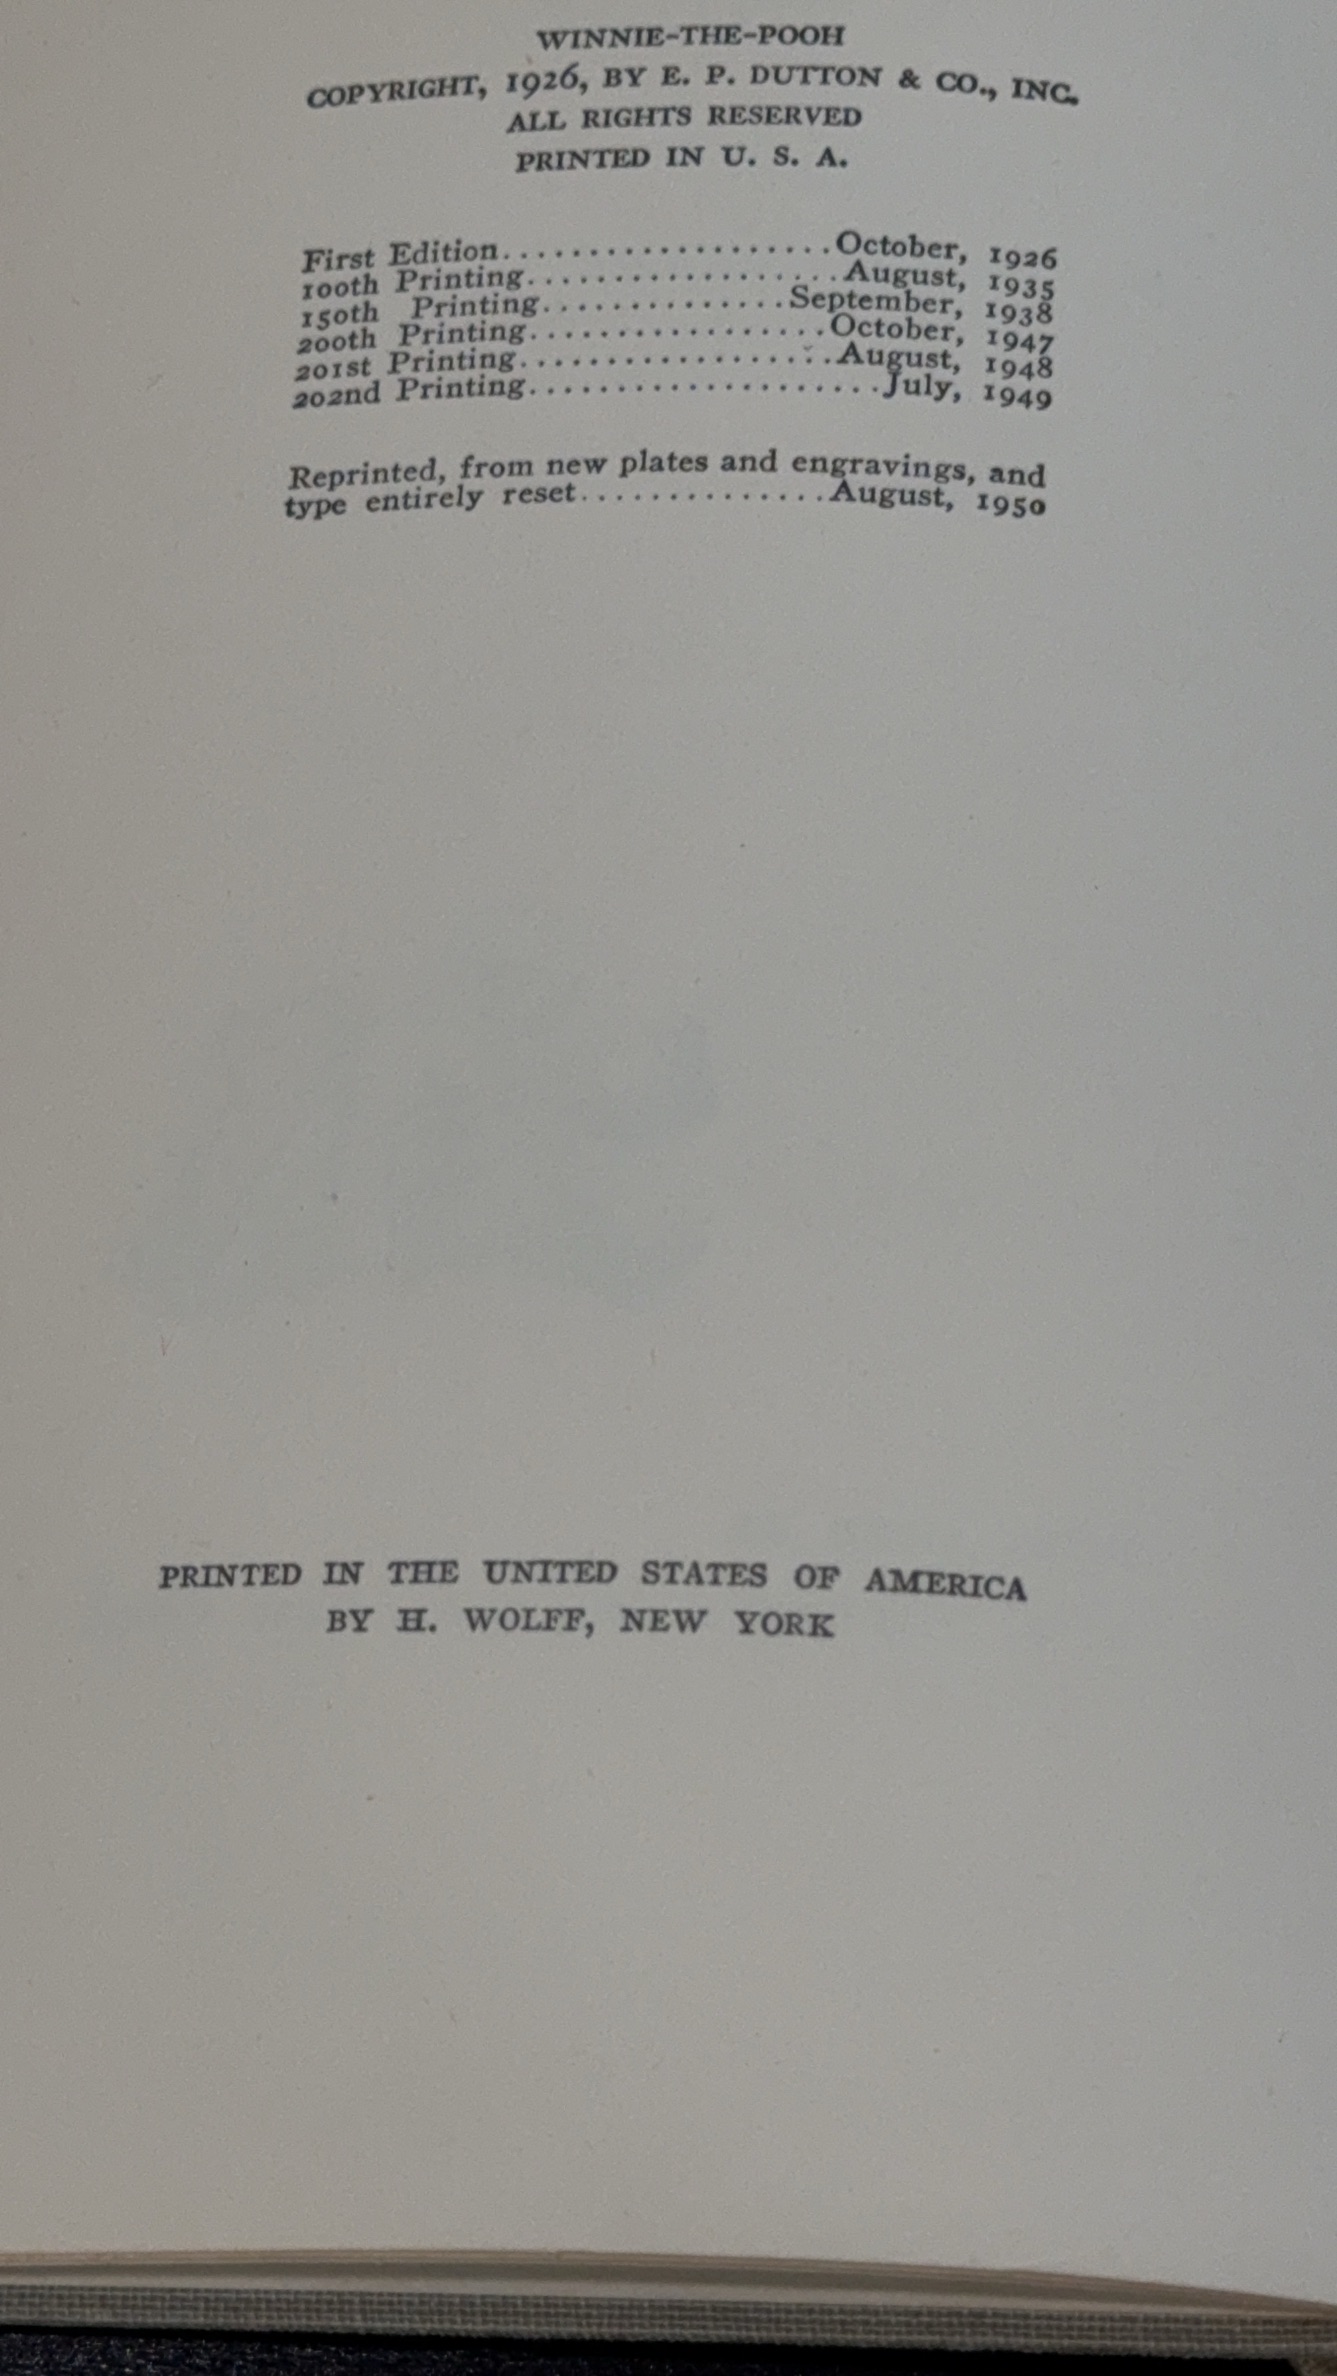 WINNIE-THE-POOH
COPYRIGHT, 1926, BY E. P. DUTTON & CO., INC.
ALL RIGHTS RESERVED
PRINTED IN U. S. A.
First Edition...................October, 1926
100th Printing..................August, 1935
150th Printing..............September, 1938
200th Printing.................October, 1947
201st Printing..................August, 1948
202nd Printing.....................July, 1949
Reprinted, from new plates and engravings, and
type entirely reset..............August, 1950
PRINTED IN THE UNITED STATES OF AMERICA
BY H. WOLFF, NEW YORK